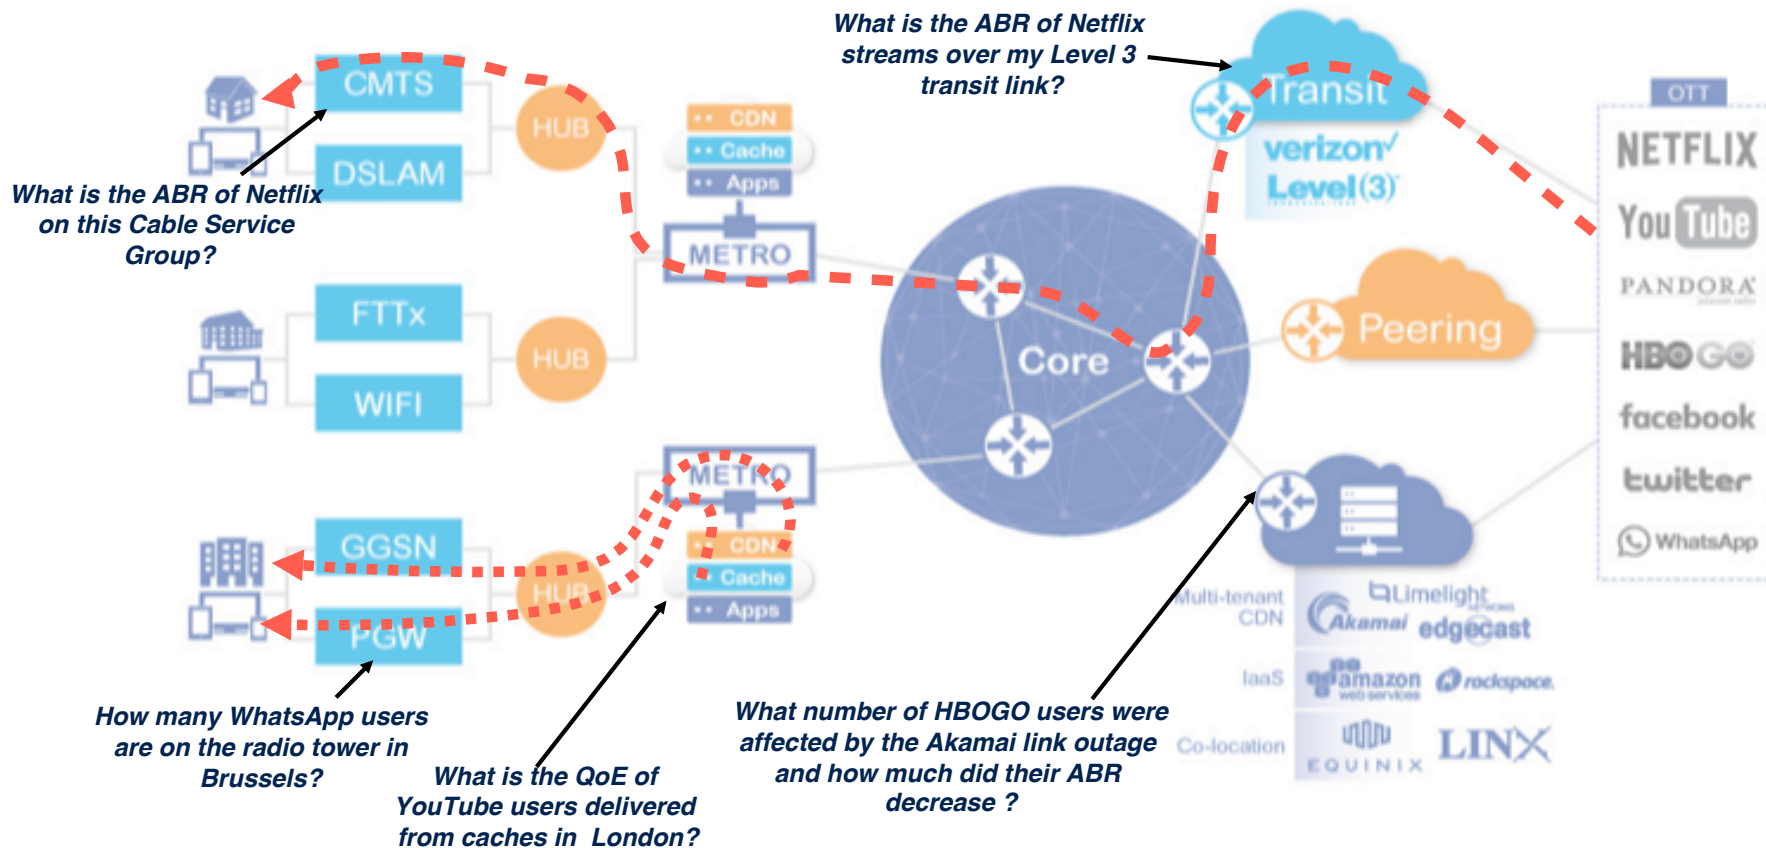 What is the ABR of Netflix
streams over my Level 3
transit link?
CMTS
HUB
DSLAM
What is the ABR of Netflix
on this Cable Service
Group?
CDN
Cache
Apps
METRO
Transit
verizon
Level(3)
OTT
NETFLIX
YouTube
PANDORA
HBO GO
facebook
twitter
WhatsApp
FTTx
HUB
WIFI
Core
Peering
METRO
CDN
Cache
Apps
GGSN
HUB
PGW
Multi-tenant
CDN
Limelight
NETWORKS
Akamai
edgecast
IaaS
amazon
web services
rackspace.
Co-location
EQUINIX
LINX
How many WhatsApp users
are on the radio tower in
Brussels?
What is the QoE of
YouTube users delivered
from caches in London?
What number of HBOGO users were
affected by the Akamai link outage
and how much did their ABR
decrease ?